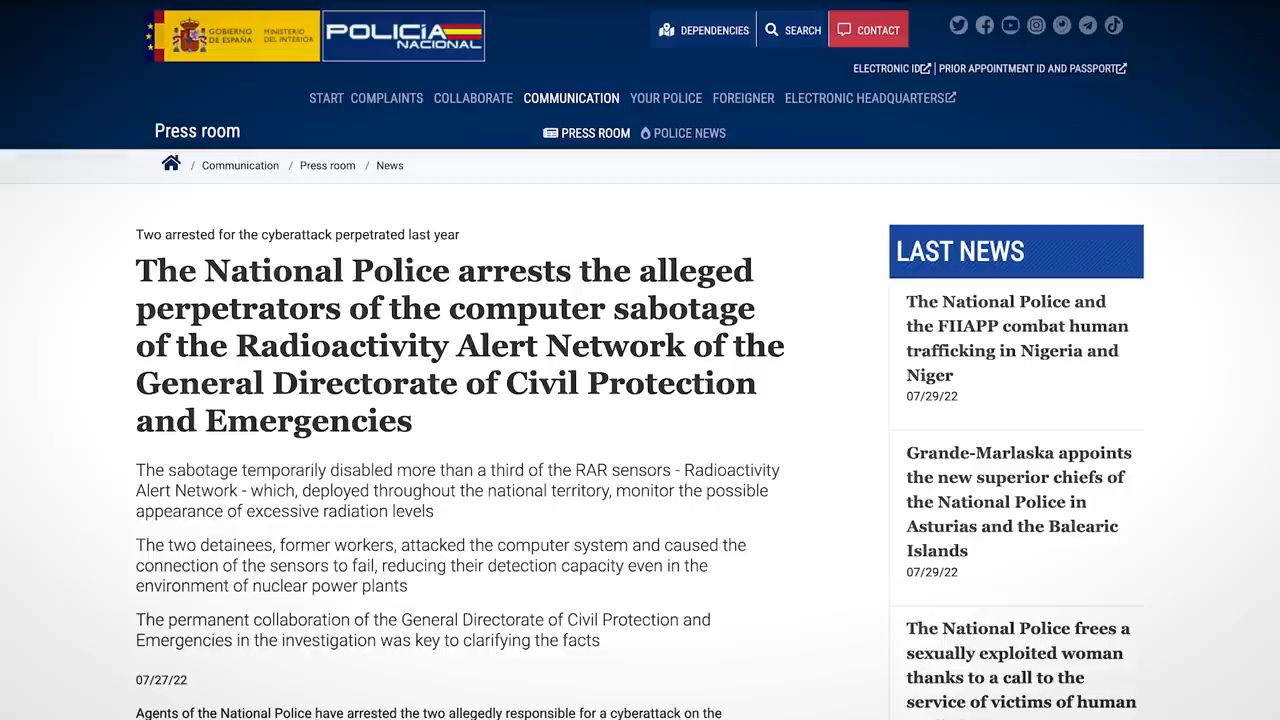 GOBIERNO DE ESPAÑA
MINISTERIO DEL INTERIOR
POLICÍA NACIONAL
DEPENDENCIES
SEARCH
CONTACT
ELECTRONIC ID | PRIOR APPOINTMENT ID AND PASSPORT
START COMPLAINTS COLLABORATE COMMUNICATION YOUR POLICE FOREIGNER ELECTRONIC HEADQUARTERS
Press room
PRESS ROOM POLICE NEWS
/ Communication / Press room / News
Two arrested for the cyberattack perpetrated last year
The National Police arrests the alleged
perpetrators of the computer sabotage
of the Radioactivity Alert Network of the
General Directorate of Civil Protection
and Emergencies
The sabotage temporarily disabled more than a third of the RAR sensors - Radioactivity
Alert Network - which, deployed throughout the national territory, monitor the possible
appearance of excessive radiation levels
The two detainees, former workers, attacked the computer system and caused the
connection of the sensors to fail, reducing their detection capacity even in the
environment of nuclear power plants
The permanent collaboration of the General Directorate of Civil Protection and
Emergencies in the investigation was key to clarifying the facts
07/27/22
Agents of the National Police have arrested the two allegedly responsible for a cyberattack on the
LAST NEWS
The National Police and
the FIIAPP combat human
trafficking in Nigeria and
Niger
07/29/22
Grande-Marlaska appoints
the new superior chiefs of
the National Police in
Asturias and the Balearic
Islands
07/29/22
The National Police frees a
sexually exploited woman
thanks to a call to the
service of victims of human